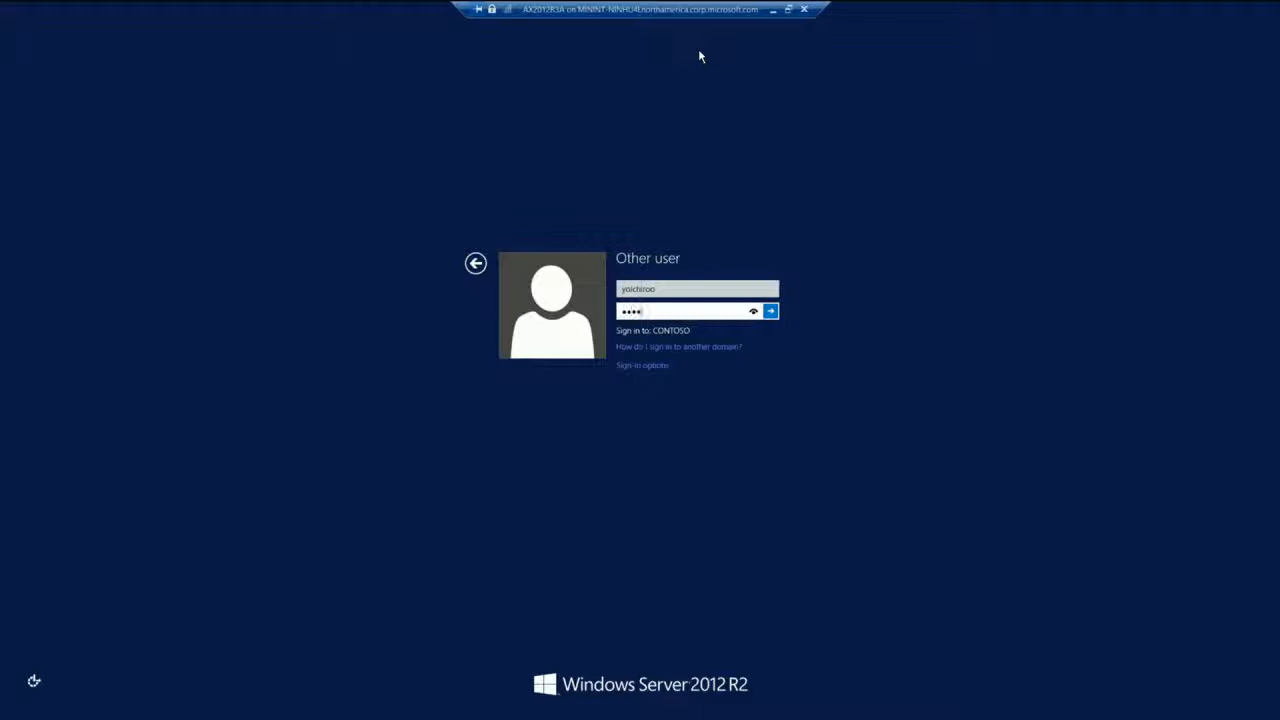 AX2012R3A on MININT-NINHU4I.northamerica.corp.microsoft.com
Other user
yoichiroo
Sign in to: CONTOSO
How do I sign in to another domain?
Sign-in options
Windows Server 2012 R2